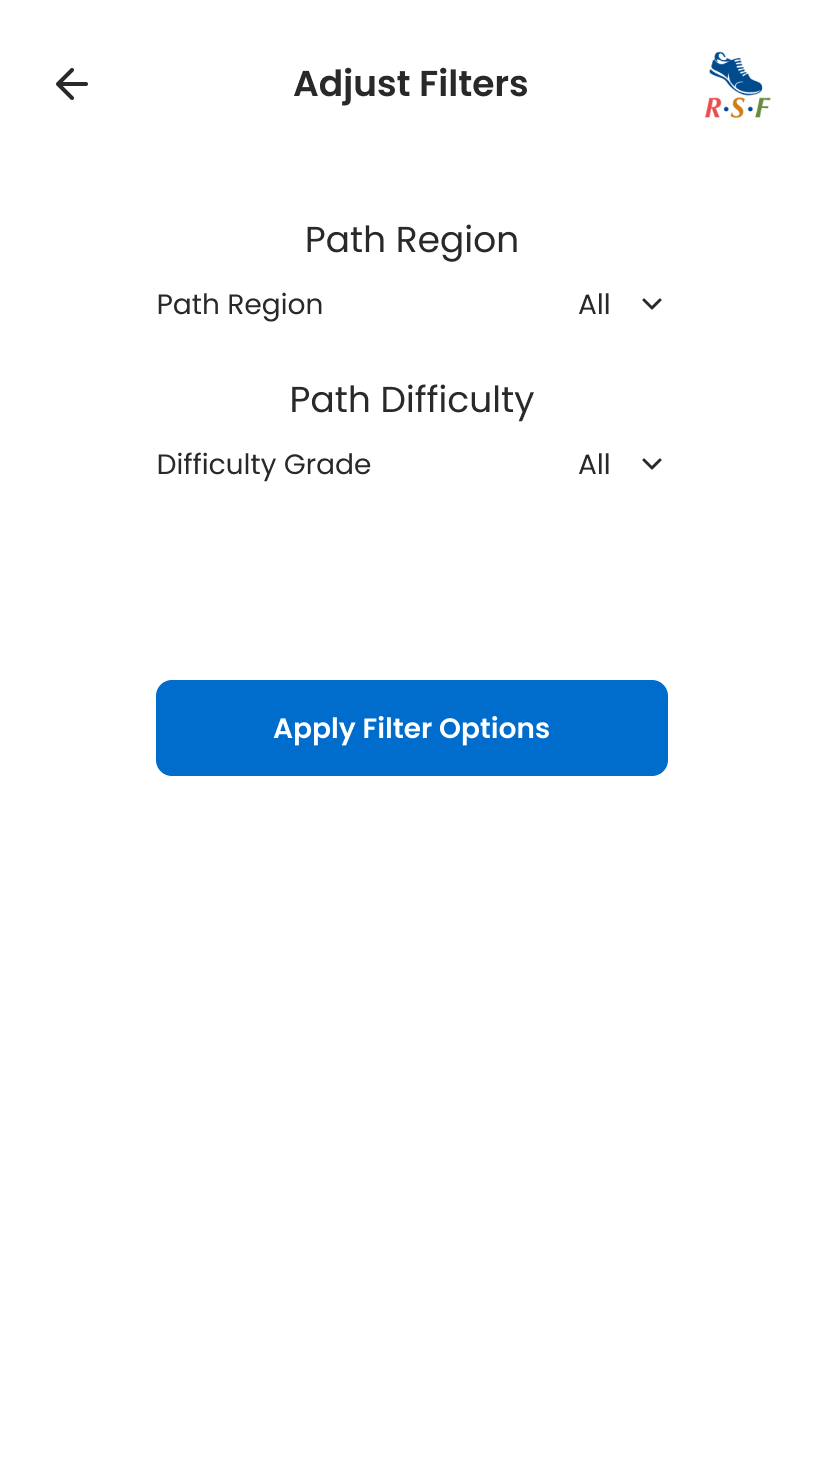 Adjust Filters
R·S·F
Path Region
Path Region All
Path Difficulty
Difficulty Grade All
Apply Filter Options